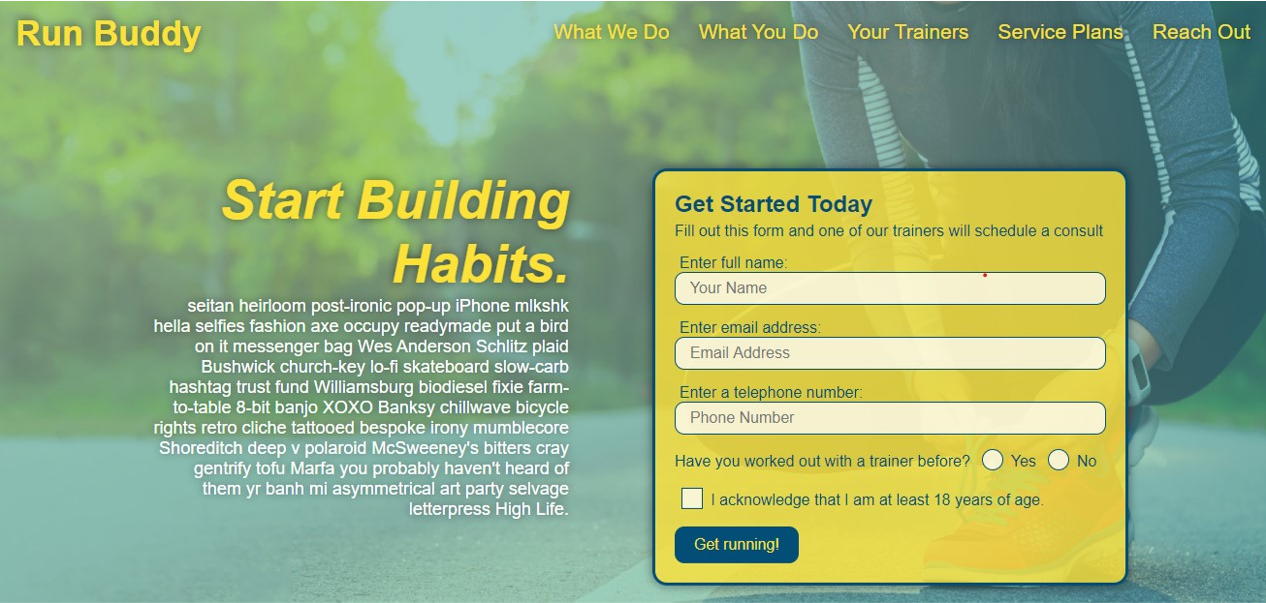 Run Buddy
What We Do
What You Do
Your Trainers
Service Plans
Reach Out
Start Building
Habits.
seitan heirloom post-ironic pop-up iPhone mlkshk
hella selfies fashion axe occupy readymade put a bird
on it messenger bag Wes Anderson Schlitz plaid
Bushwick church-key lo-fi skateboard slow-carb
hashtag trust fund Williamsburg biodiesel fixie farm-
to-table 8-bit banjo XOXO Banksy chillwave bicycle
rights retro cliche tattooed bespoke irony mumblecore
Shoreditch deep v polaroid McSweeney's bitters cray
gentrify tofu Marfa you probably haven't heard of
them yr banh mi asymmetrical art party selvage
letterpress High Life.
Get Started Today
Fill out this form and one of our trainers will schedule a consult
Enter full name:
Your Name
Enter email address:
Email Address
Enter a telephone number:
Phone Number
Have you worked out with a trainer before? Yes No
I acknowledge that I am at least 18 years of age.
Get running!